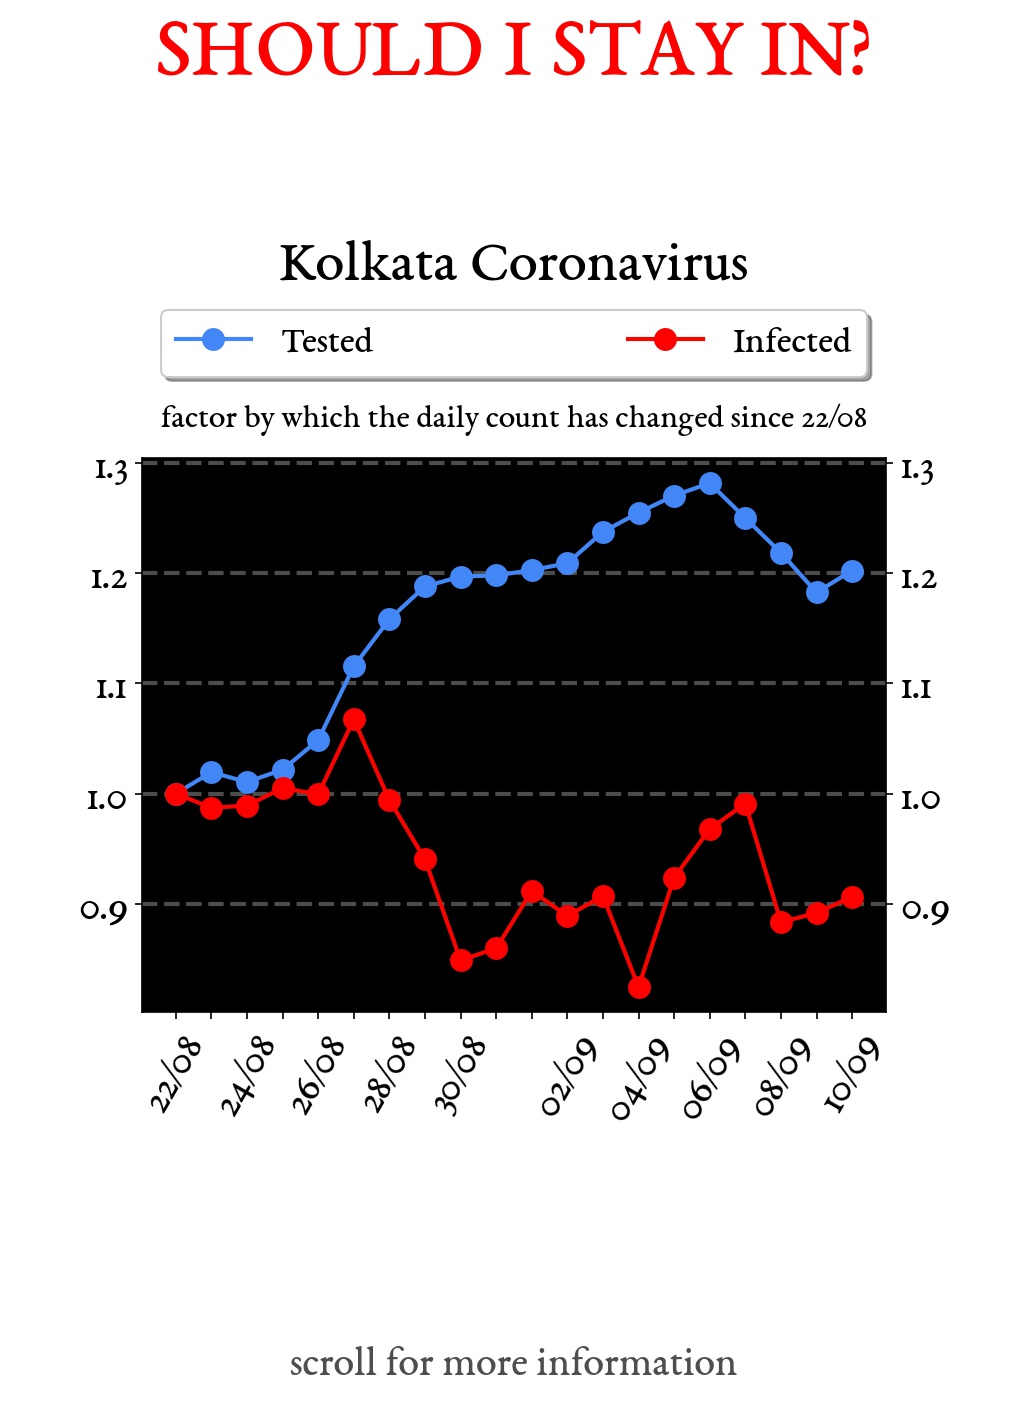 SHOULD I STAY IN?
Kolkata Coronavirus
Tested Infected
factor by which the daily count has changed since 22/08
1.3 1.3
1.2 1.2
1.1 1.1
1.0 1.0
0.9 0.9
22/08 24/08 26/08 28/08 30/08 02/09 04/09 06/09 08/09 10/09
scroll for more information